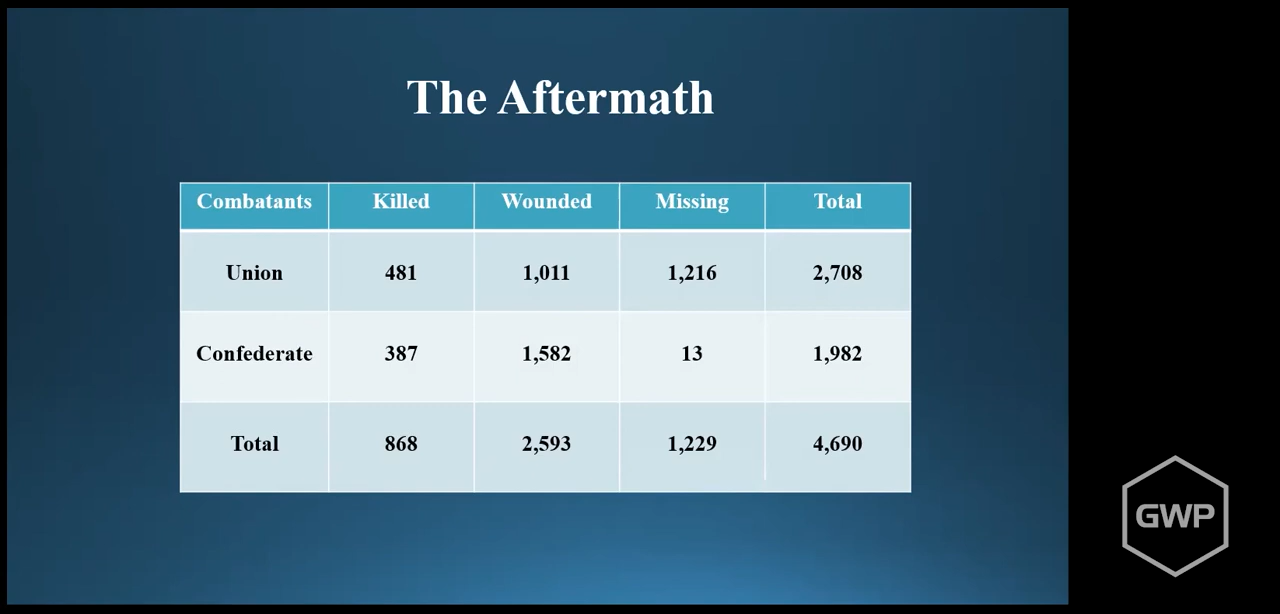 The Aftermath
Combatants Killed Wounded Missing Total
Union 481 1,011 1,216 2,708
Confederate 387 1,582 13 1,982
Total 868 2,593 1,229 4,690
GWP